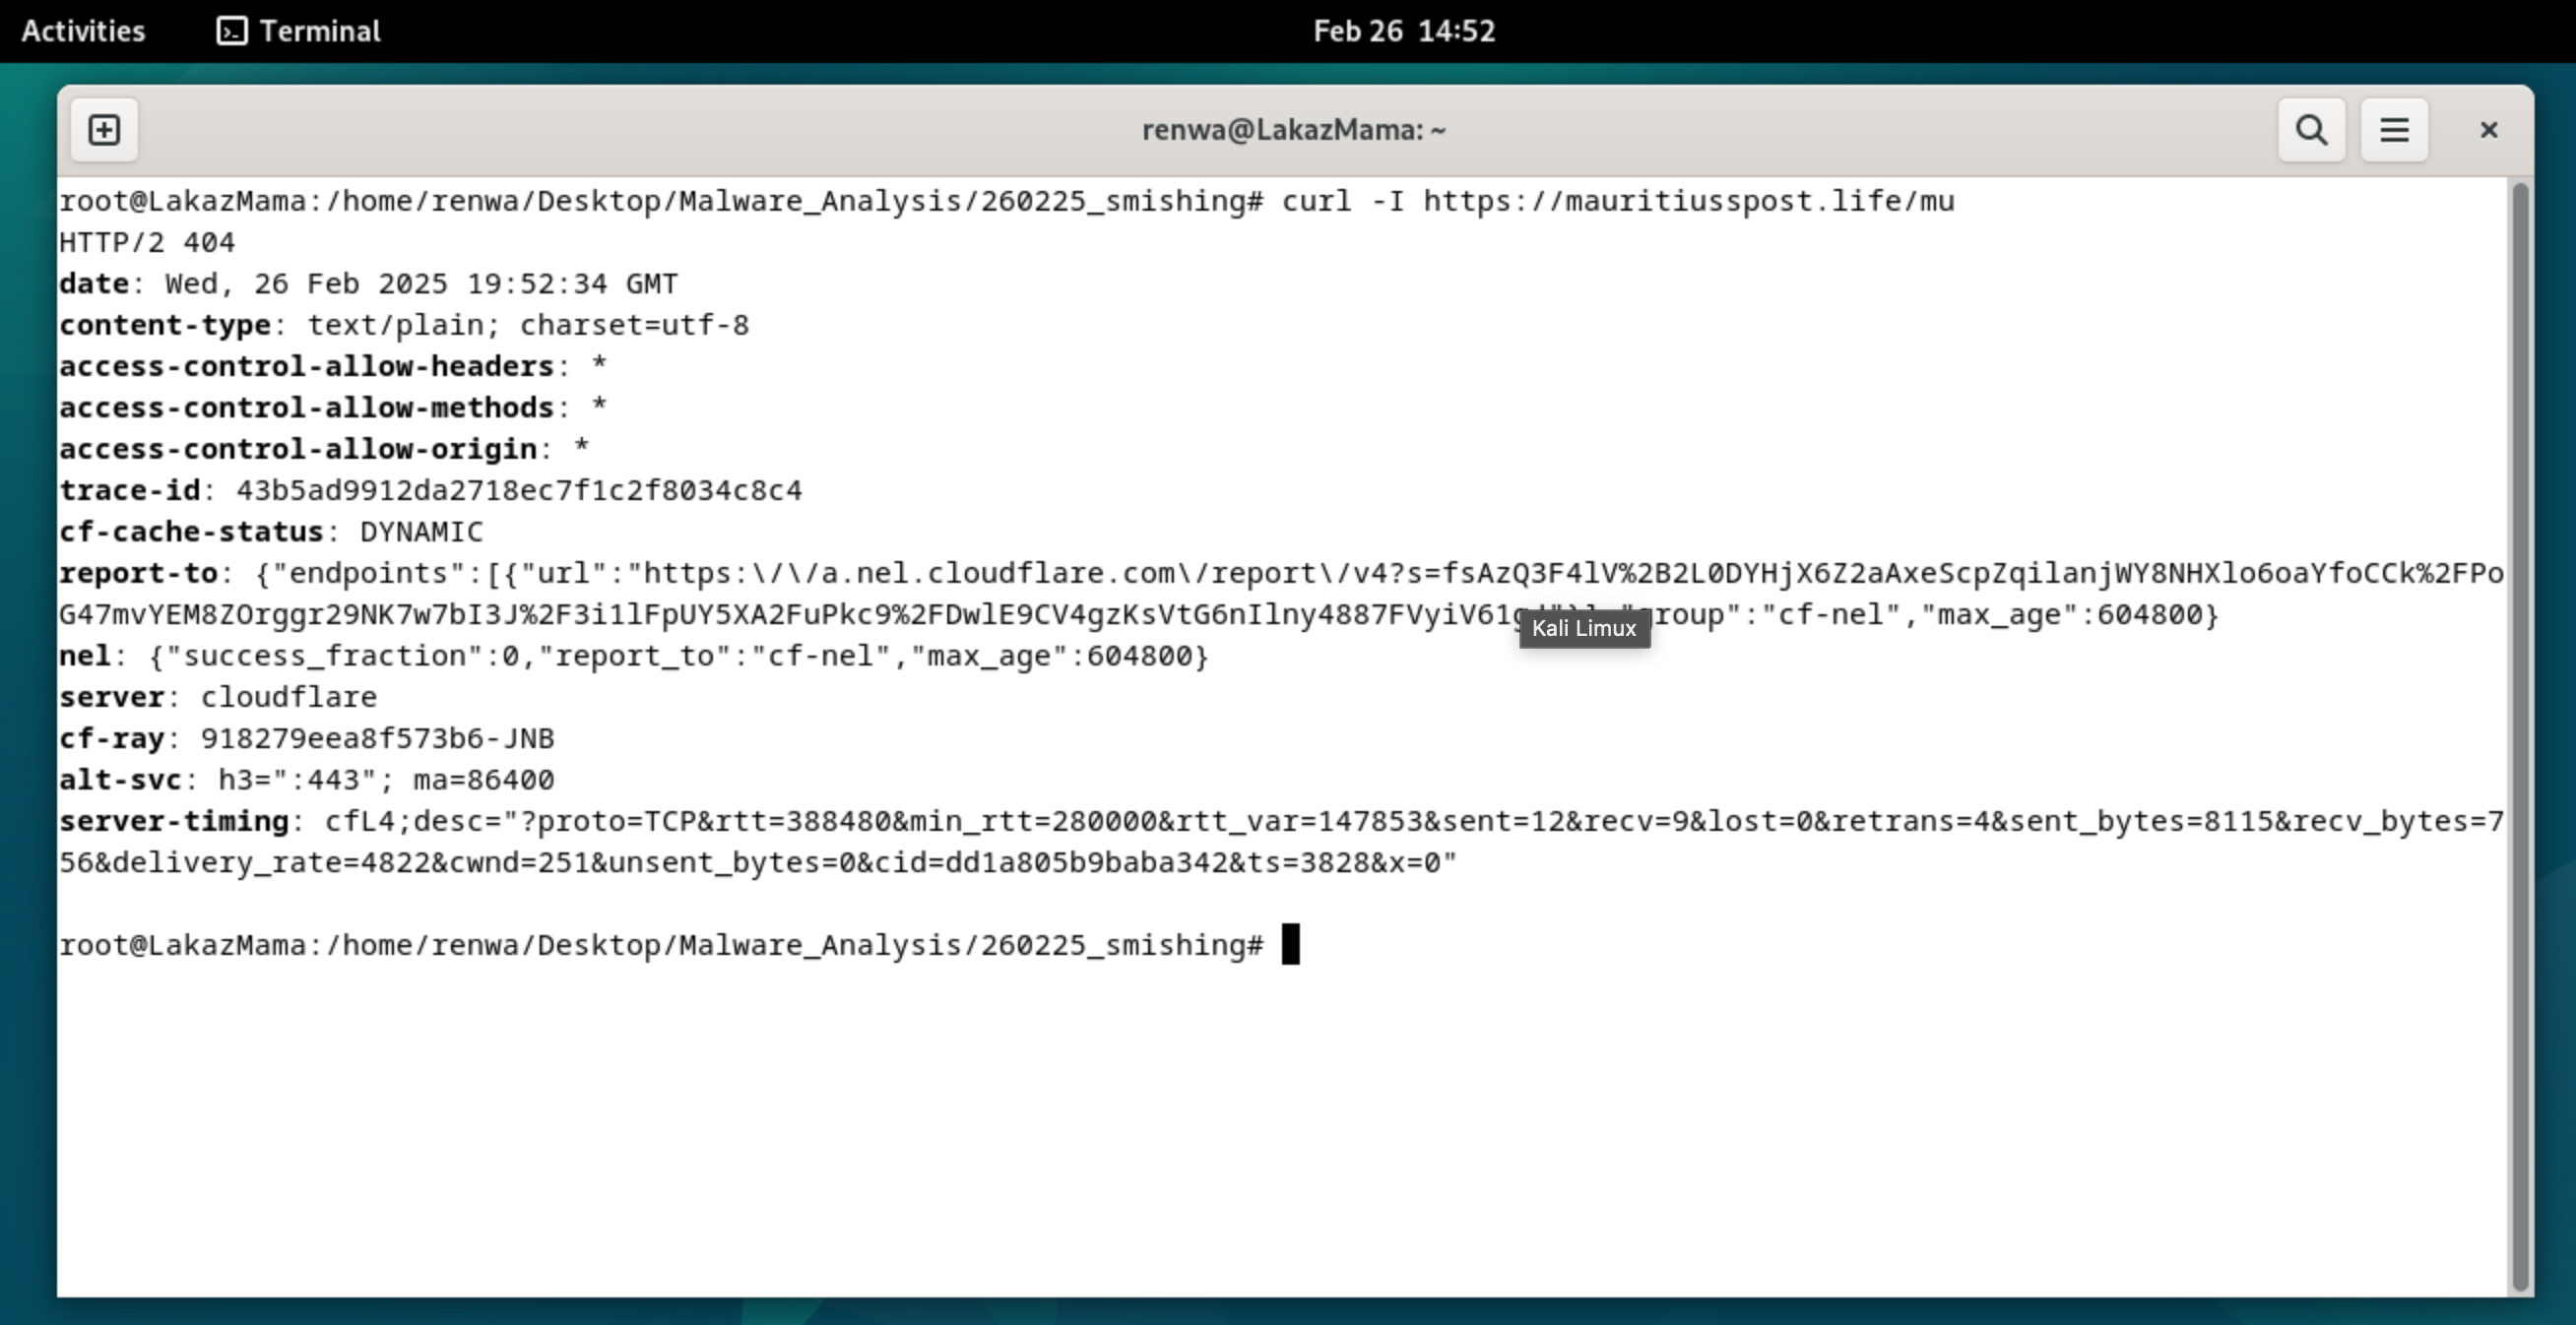 Activities Terminal Feb 26 14:52
renwa@LakazMama: ~
root@LakazMama:/home/renwa/Desktop/Malware_Analysis/260225_smishing# curl -I https://mauritiusspost.life/mu
HTTP/2 404
date: Wed, 26 Feb 2025 19:52:34 GMT
content-type: text/plain; charset=utf-8
access-control-allow-headers: *
access-control-allow-methods: *
access-control-allow-origin: *
trace-id: 43b5ad9912da2718ec7f1c2f8034c8c4
cf-cache-status: DYNAMIC
report-to: {"endpoints":[{"url":"https:\/\/a.nel.cloudflare.com\/report\/v4?s=fsAzQ3F4lV%2B2L0DYHjX6Z2aAxeScpZqilanjWY8NHXlo6oaYfoCCk%2FPo
G47mvYEM8ZOrggr29NK7w7bI3J%2F3i1lFpUY5XA2FuPkc9%2FDwlE9CV4gzKsVtG6nIlny4887FVyiV61g "group":"cf-nel","max_age":604800}
Kali Limux
nel: {"success_fraction":0,"report_to":"cf-nel","max_age":604800}
server: cloudflare
cf-ray: 918279eea8f573b6-JNB
alt-svc: h3=":443"; ma=86400
server-timing: cfL4;desc="?proto=TCP&rtt=388480&min_rtt=280000&rtt_var=147853&sent=12&recv=9&lost=0&retrans=4&sent_bytes=8115&recv_bytes=7
56&delivery_rate=4822&cwnd=251&unsent_bytes=0&cid=dd1a805b9baba342&ts=3828&x=0"
root@LakazMama:/home/renwa/Desktop/Malware_Analysis/260225_smishing#